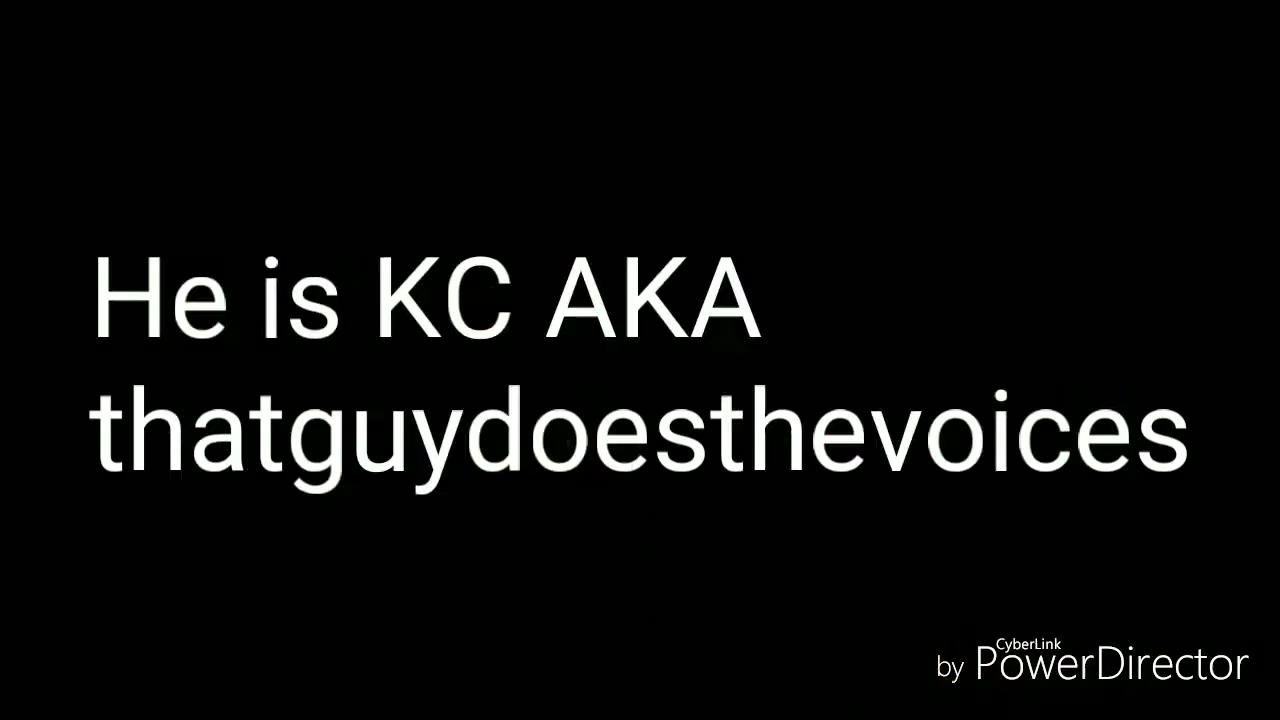 He is KC AKA
thatguydoesthevoices
CyberLink
by PowerDirector